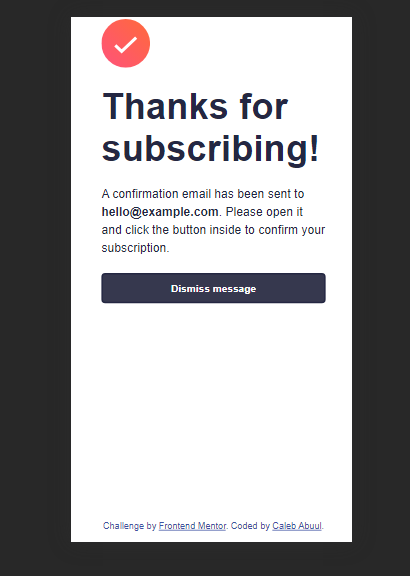 Thanks for
subscribing!
A confirmation email has been sent to
hello@example.com. Please open it
and click the button inside to confirm your
subscription.
Dismiss message
Challenge by Frontend Mentor. Coded by Caleb Abuul.